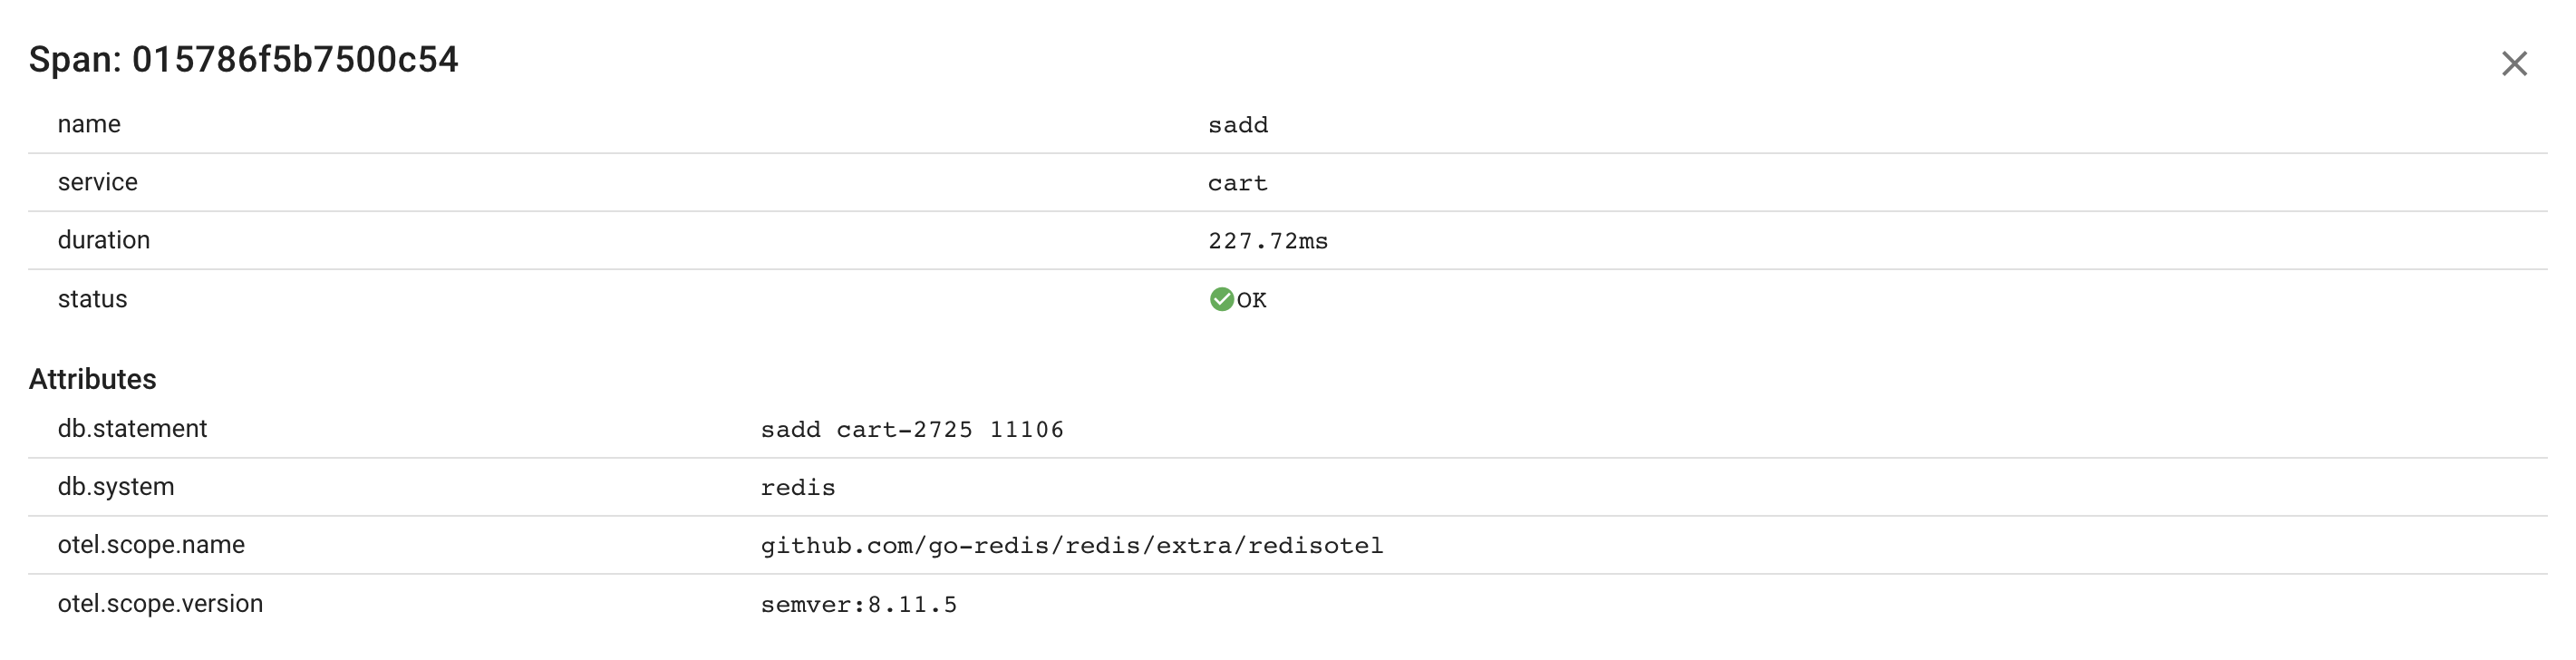 Span: 015786f5b7500c54
name sadd
service cart
duration 227.72ms
status OK
Attributes
db.statement sadd cart-2725 11106
db.system redis
otel.scope.name github.com/go-redis/redis/extra/redisotel
otel.scope.version semver:8.11.5